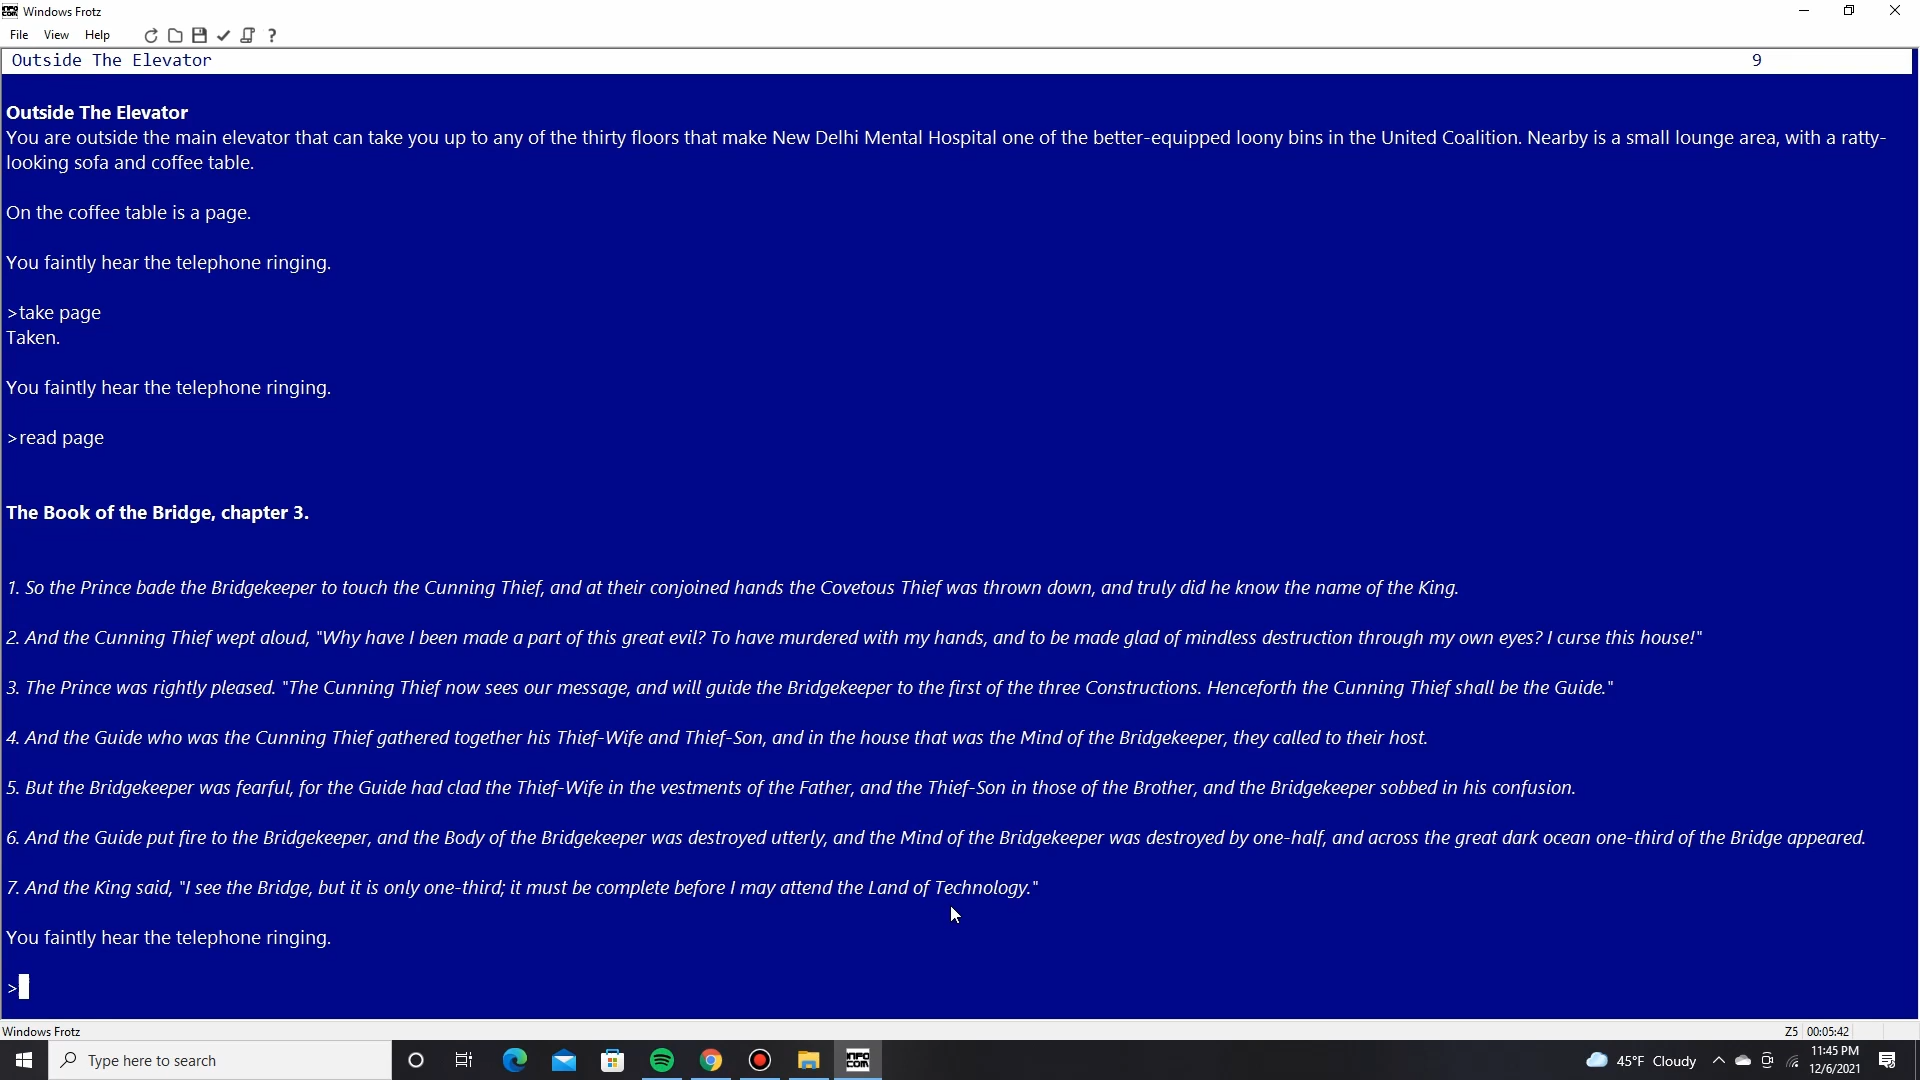 Windows Frotz
File View Help ?
Outside The Elevator 9
Outside The Elevator
You are outside the main elevator that can take you up to any of the thirty floors that make New Delhi Mental Hospital one of the better-equipped loony bins in the United Coalition. Nearby is a small lounge area, with a ratty-
looking sofa and coffee table.
On the coffee table is a page.
You faintly hear the telephone ringing.
>take page
Taken.
You faintly hear the telephone ringing.
>read page
The Book of the Bridge, chapter 3.
1. So the Prince bade the Bridgekeeper to touch the Cunning Thief, and at their conjoined hands the Covetous Thief was thrown down, and truly did he know the name of the King.
2. And the Cunning Thief wept aloud, "Why have I been made a part of this great evil? To have murdered with my hands, and to be made glad of mindless destruction through my own eyes? I curse this house!"
3. The Prince was rightly pleased. "The Cunning Thief now sees our message, and will guide the Bridgekeeper to the first of the three Constructions. Henceforth the Cunning Thief shall be the Guide."
4. And the Guide who was the Cunning Thief gathered together his Thief-Wife and Thief-Son, and in the house that was the Mind of the Bridgekeeper, they called to their host.
5. But the Bridgekeeper was fearful, for the Guide had clad the Thief-Wife in the vestments of the Father, and the Thief-Son in those of the Brother, and the Bridgekeeper sobbed in his confusion.
6. And the Guide put fire to the Bridgekeeper, and the Body of the Bridgekeeper was destroyed utterly, and the Mind of the Bridgekeeper was destroyed by one-half, and across the great dark ocean one-third of the Bridge appeared.
7. And the King said, "I see the Bridge, but it is only one-third; it must be complete before I may attend the Land of Technology."
You faintly hear the telephone ringing.
>
Windows Frotz Z5 00:05:42
Type here to search INFOCOM 45°F Cloudy 11:45 PM
12/6/2021